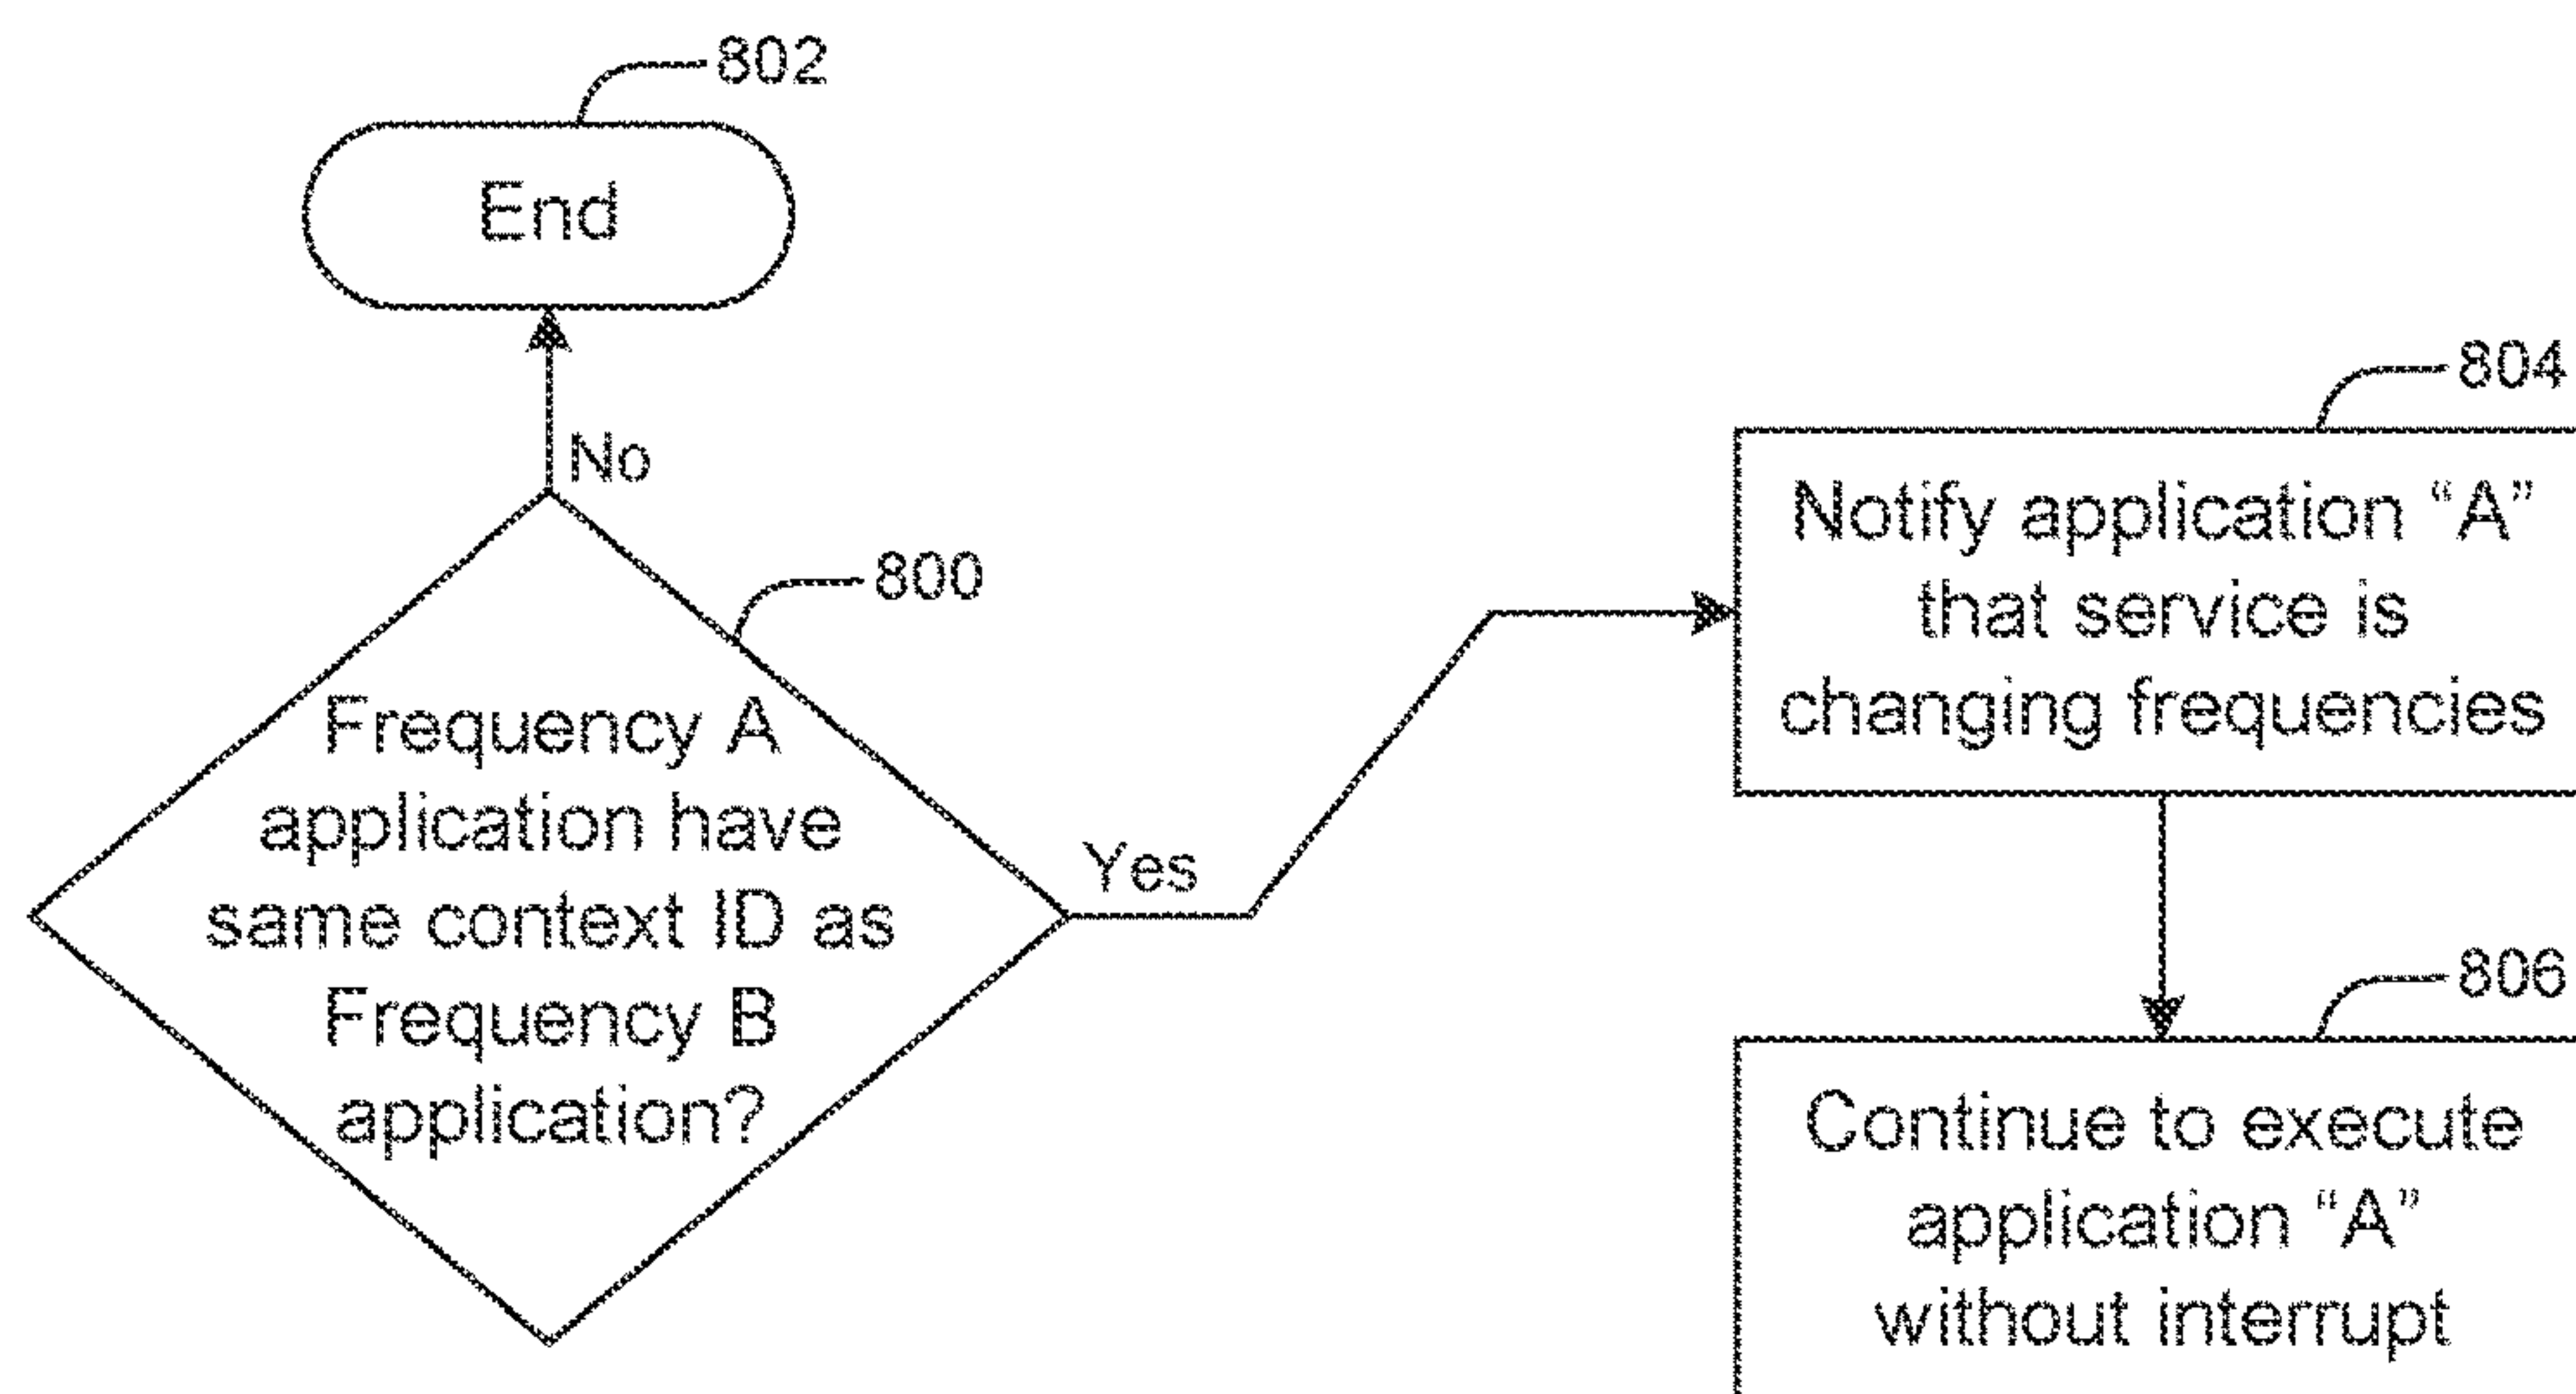 802
End
No
800
Frequency A
application have
same context ID as
Frequency B
application?
Yes
804
Notify application “A”
that service is
changing frequencies
806
Continue to execute
application “A”
without interrupt